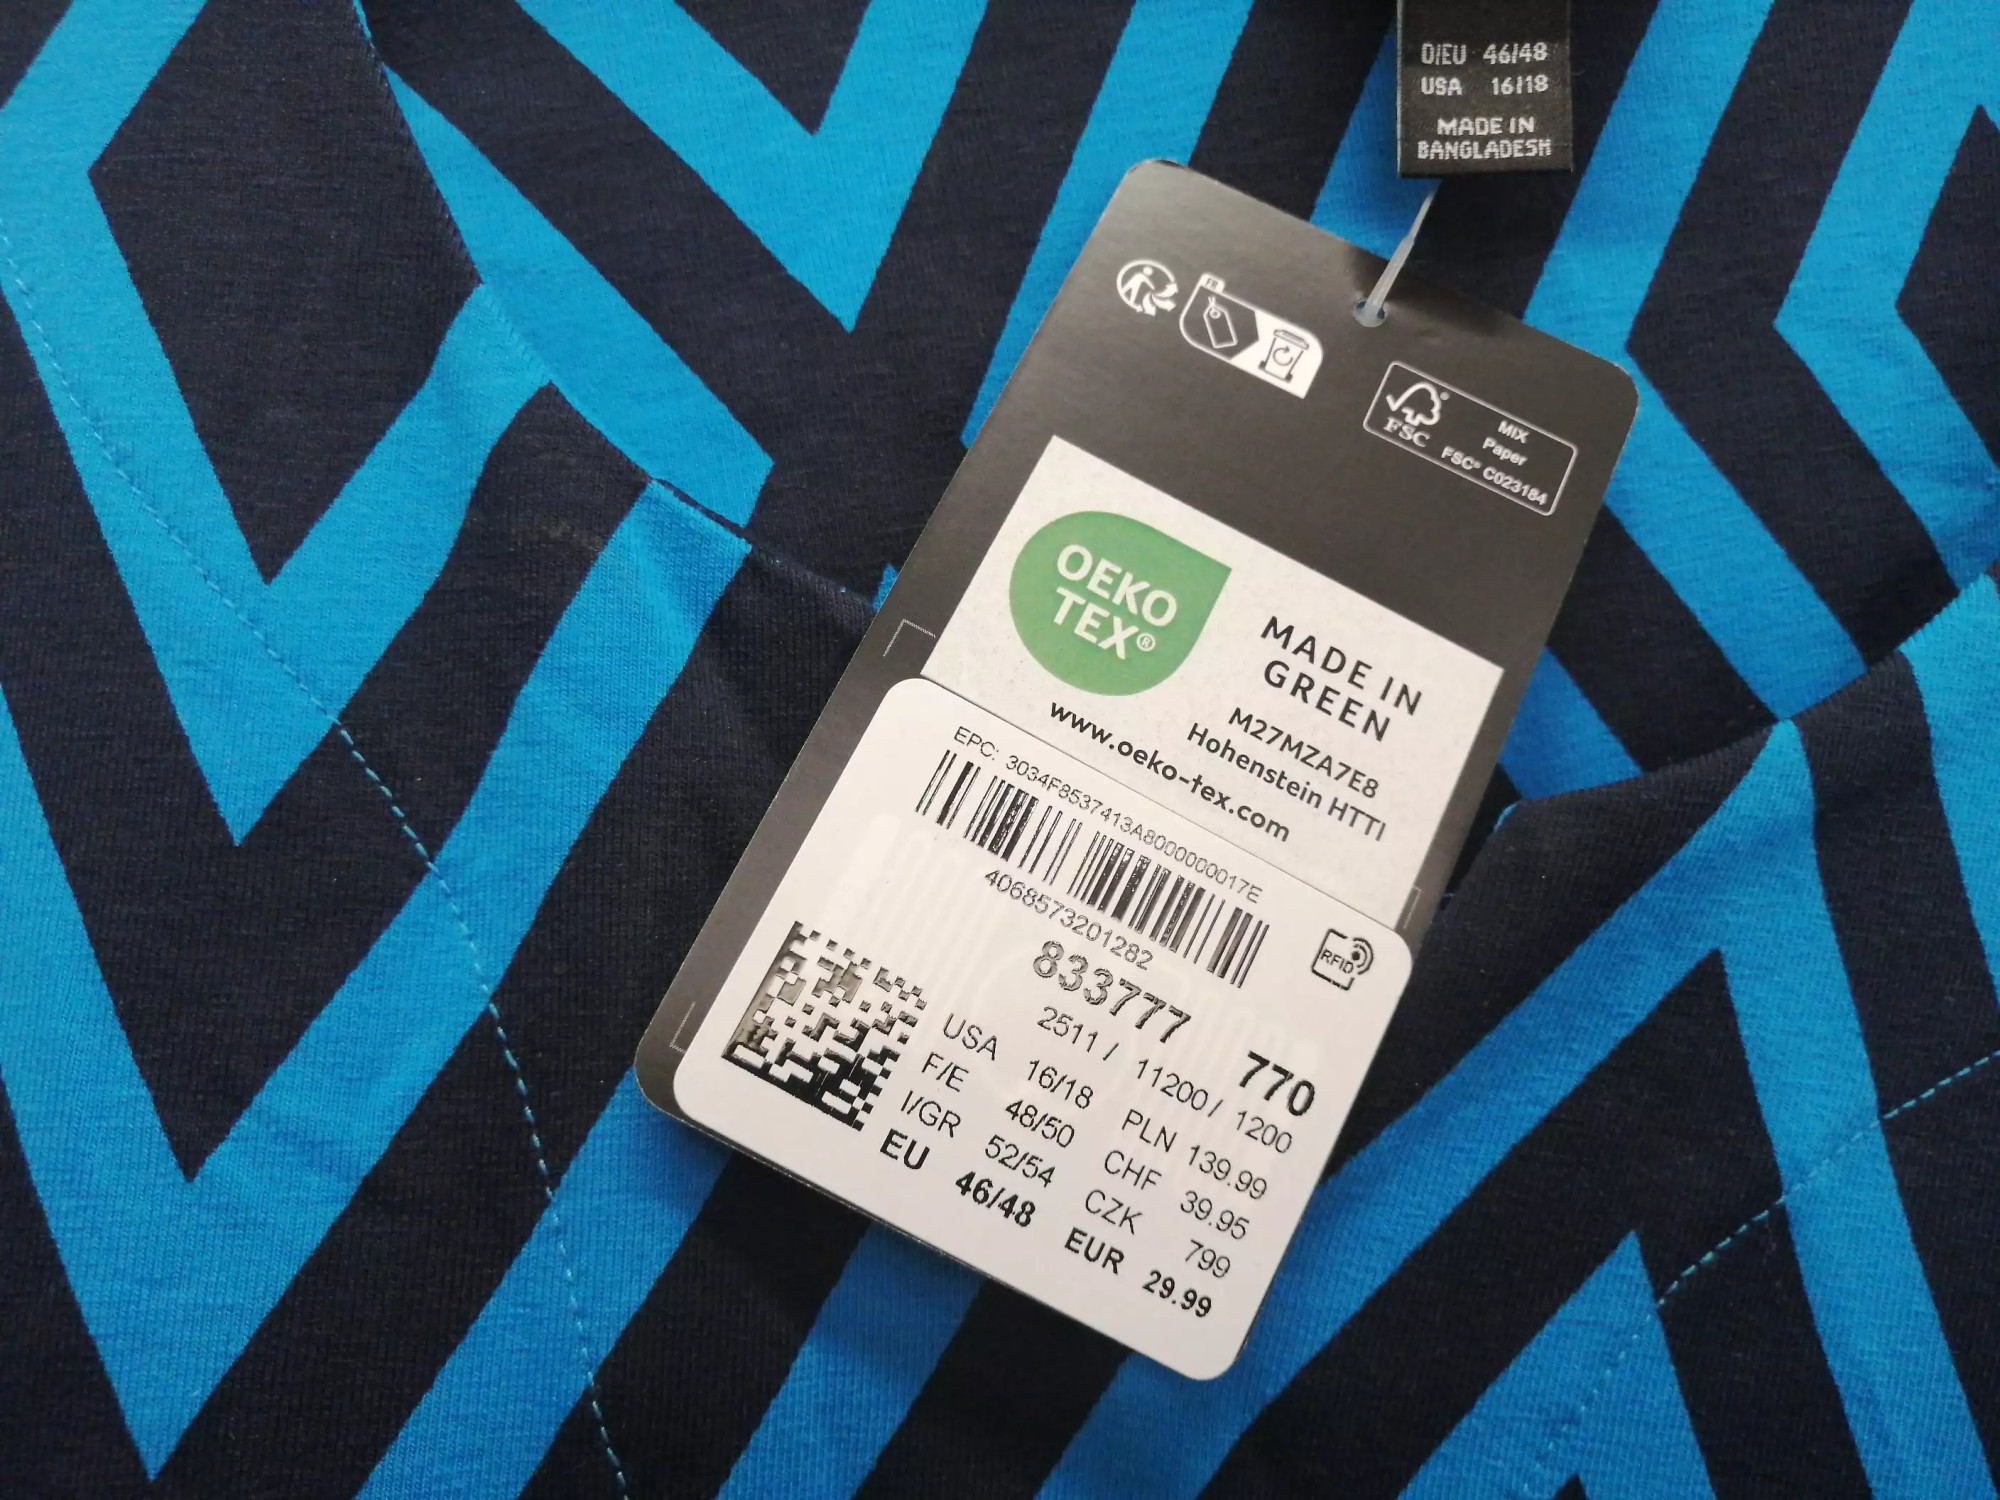 D/EU 46/48
USA 16/18
MADE IN
BANGLADESH
FR
FSC
MIX
Paper
FSC® C023184
OEKO
TEX®
MADE IN
GREEN
M27MZA7E8
Hohenstein HTTI
www.oeko-tex.com
EPC: 3034F8537413A8000000017E
4068573201282
RFID
833777 770
2511 / 11200 / 1200
USA 16/18 PLN 139.99
F/E 48/50 CHF 39.95
I/GR 52/54 CZK 799
EU 46/48 EUR 29.99